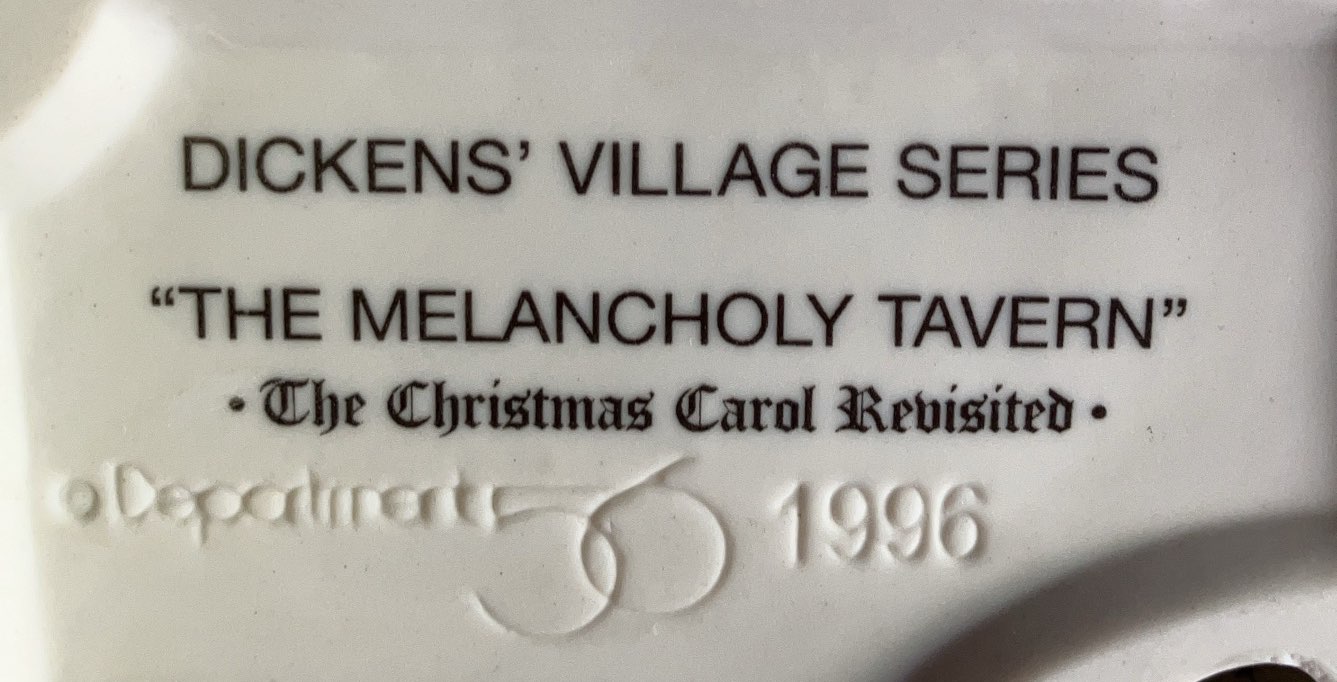 DICKENS’ VILLAGE SERIES
“THE MELANCHOLY TAVERN”
• The Christmas Carol Revisited •
©Department 56 1996